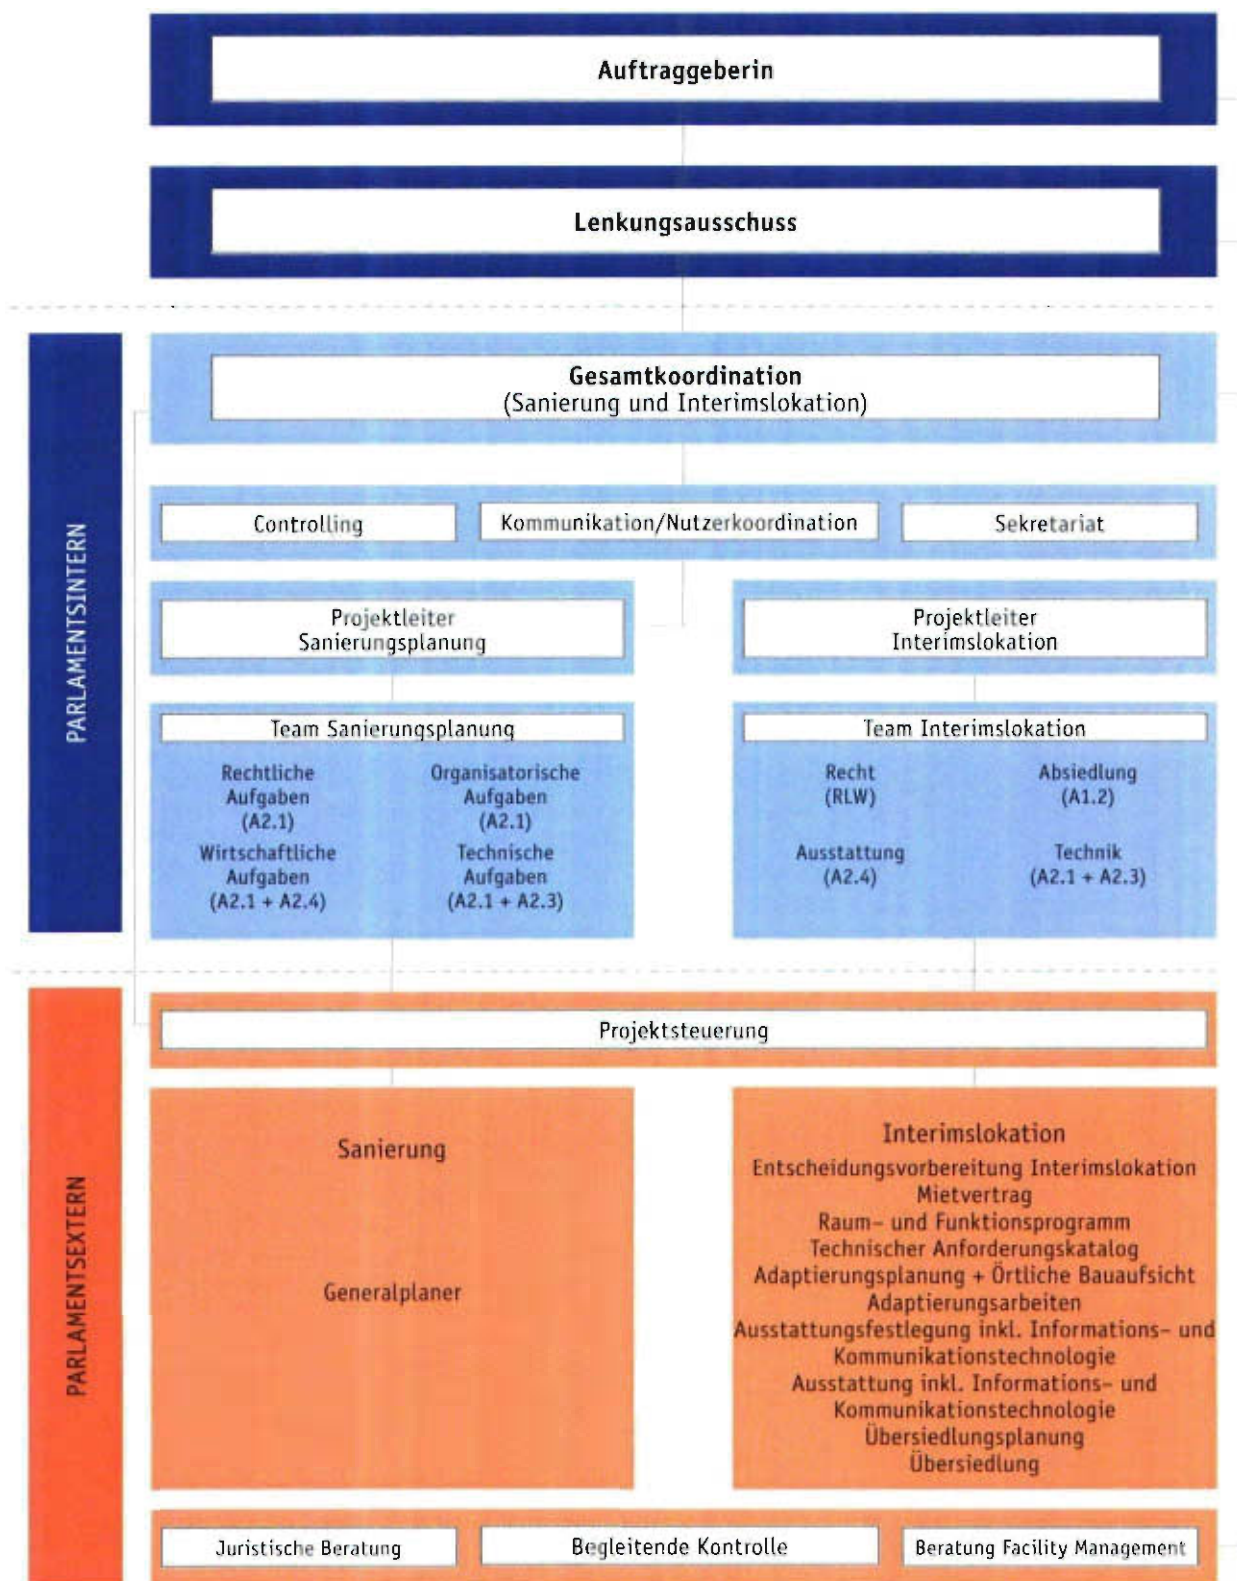 Auftraggeberin
Lenkungsausschuss
PARLAMENTSINTERN
Gesamtkoordination
(Sanierung und Interimslokation)
Controlling
Kommunikation/Nutzerkoordination
Sekretariat
Projektleiter
Sanierungsplanung
Projektleiter
Interimslokation
Team Sanierungsplanung
Rechtliche
Aufgaben
(A2.1)
Organisatorische
Aufgaben
(A2.1)
Wirtschaftliche
Aufgaben
(A2.1 + A2.4)
Technische
Aufgaben
(A2.1 + A2.3)
Team Interimslokation
Recht
(RLW)
Absiedlung
(A1.2)
Ausstattung
(A2.4)
Technik
(A2.1 + A2.3)
PARLAMENTSEXTERN
Projektsteuerung
Sanierung
Generalplaner
Interimslokation
Entscheidungsvorbereitung Interimslokation
Mietvertrag
Raum- und Funktionsprogramm
Technischer Anforderungskatalog
Adaptierungsplanung + Örtliche Bauaufsicht
Adaptierungsarbeiten
Ausstattungsfestlegung inkl. Informations- und
Kommunikationstechnologie
Ausstattung inkl. Informations- und
Kommunikationstechnologie
Übersiedlungsplanung
Übersiedlung
Juristische Beratung
Begleitende Kontrolle
Beratung Facility Management